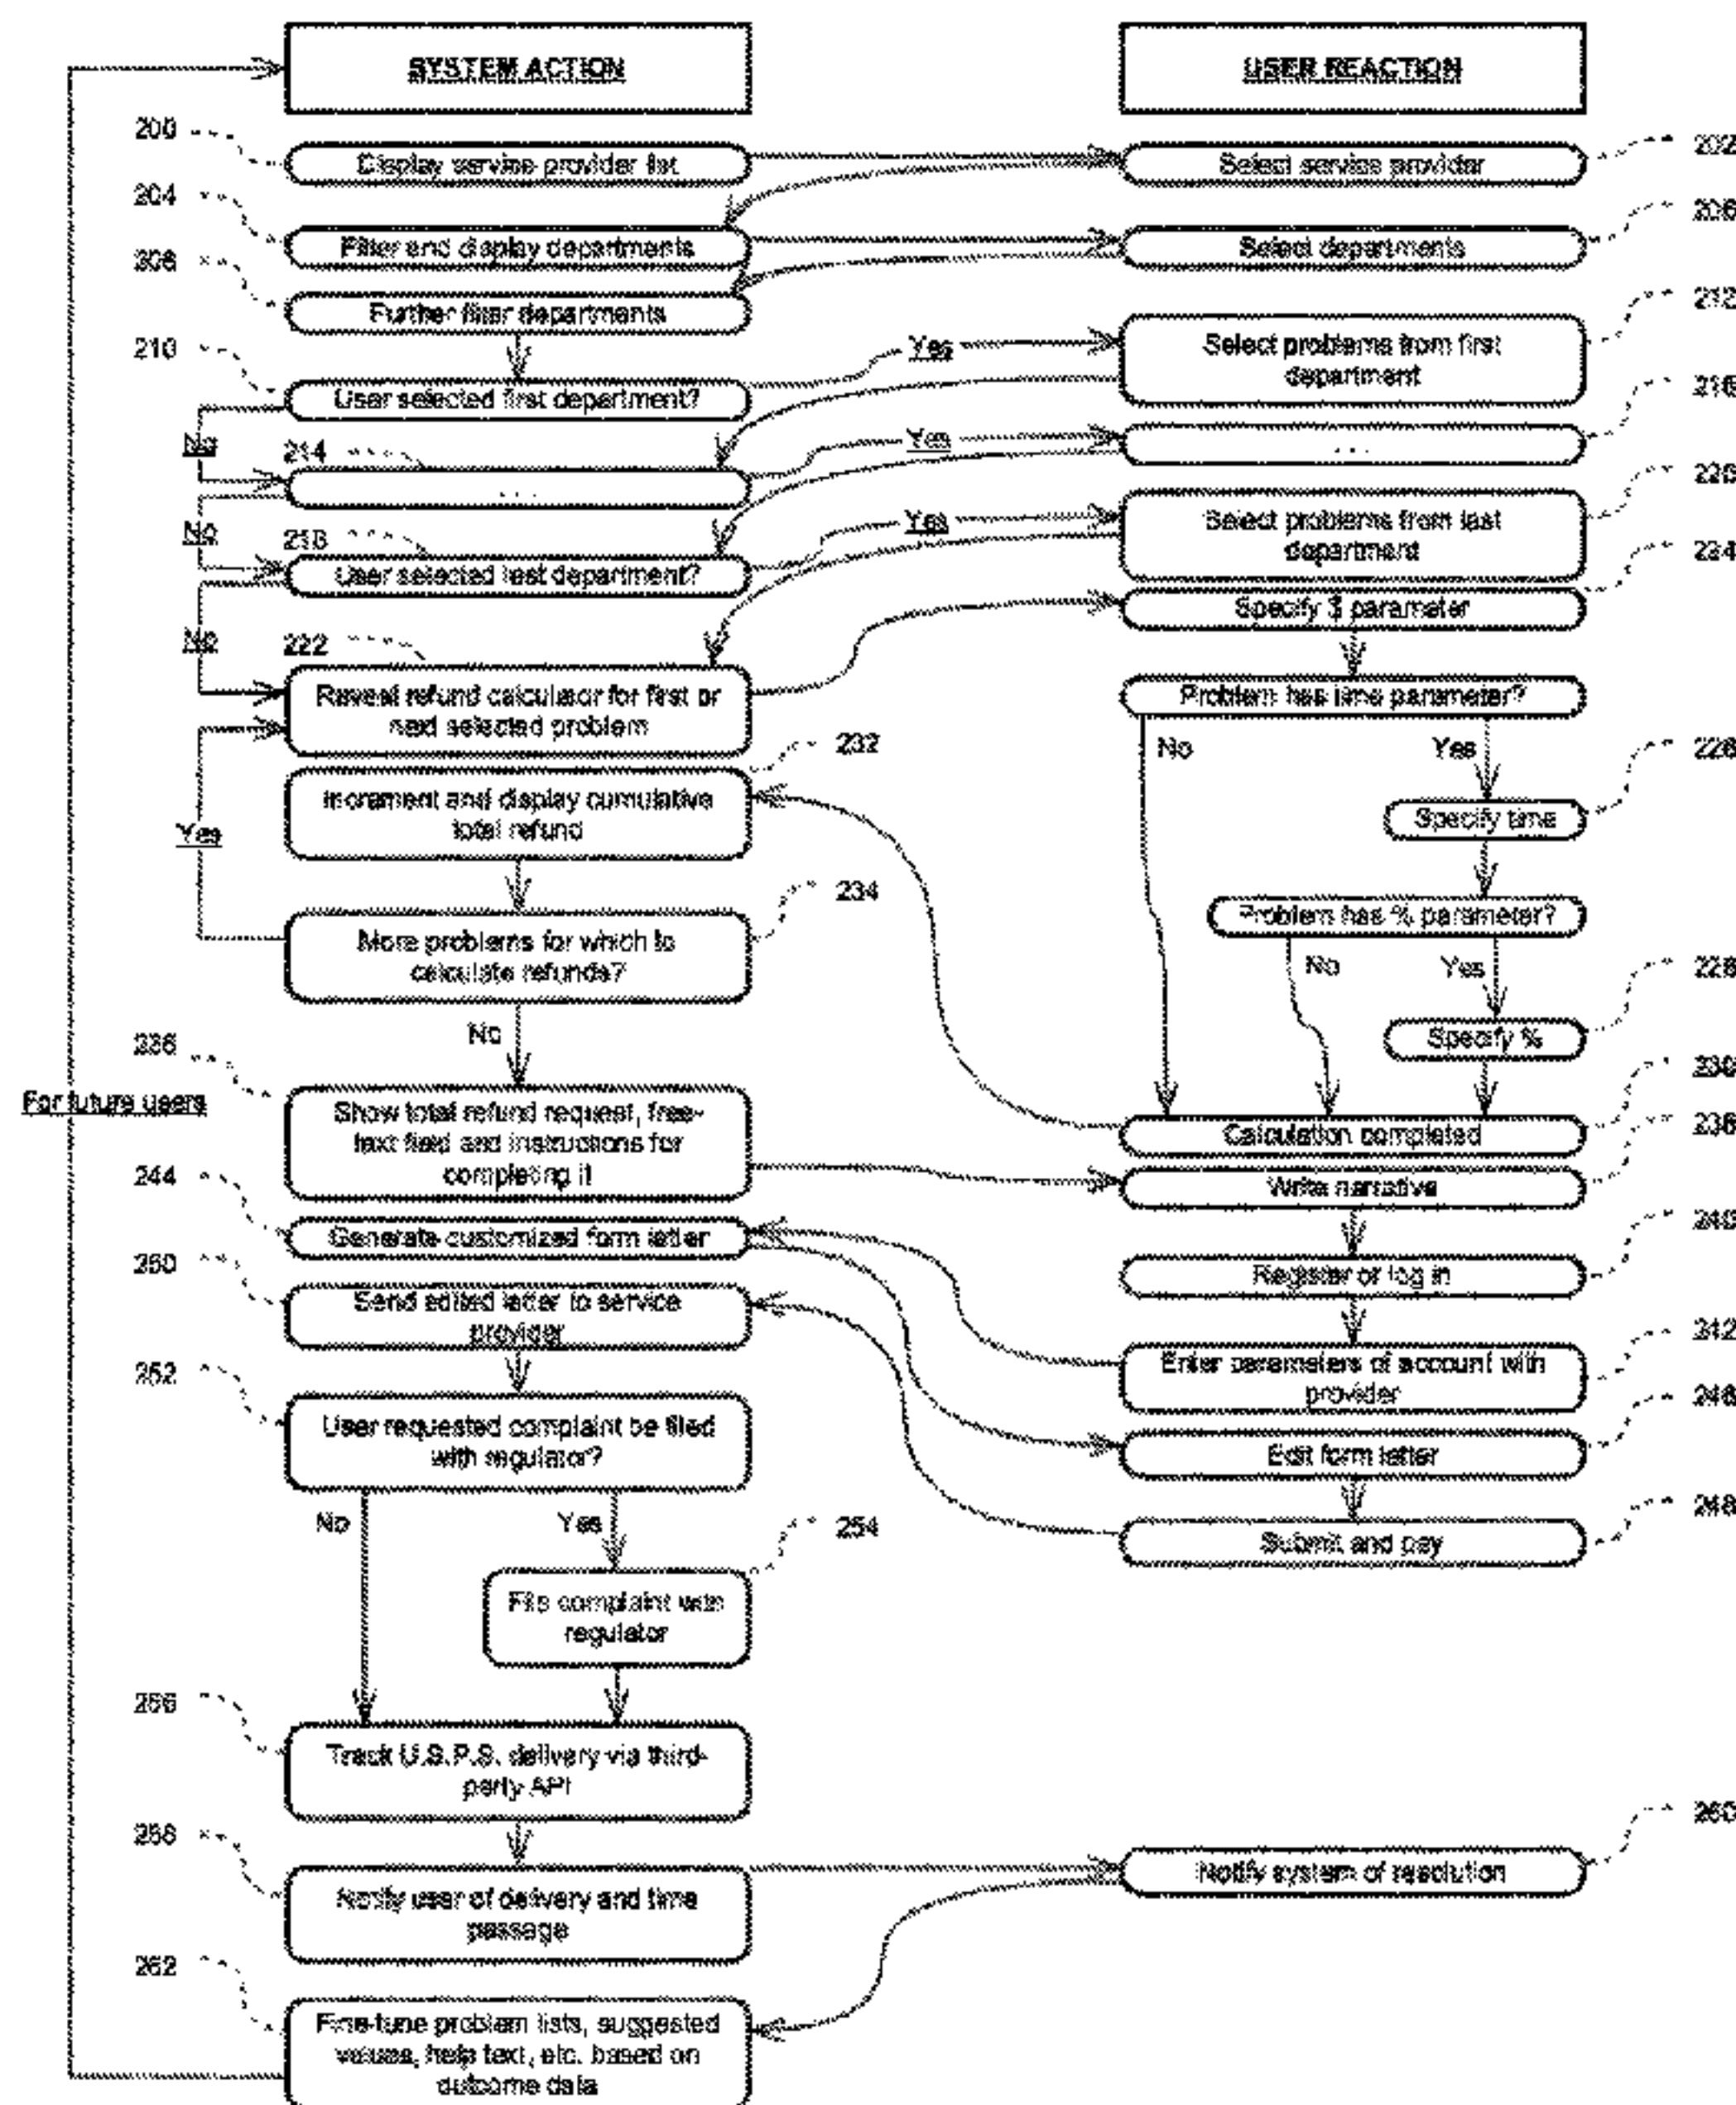 SYSTEM ACTION
USER REACTION
200
Display service provider list
Select service provider
202
204
Filter and display departments
Select departments
206
208
Further filter departments
212
210
User selected first department?
Yes
Select problems from first
department
No
214
. . .
Yes
. . .
216
No
218
User selected last department?
Yes
Select problems from last
department
220
No
Specify $ parameter
224
222
Reveal refund calculator for first or
next selected problem
Problem has time parameter?
No
Yes
226
Specify time
232
Increment and display cumulative
total refund
Yes
234
More problems for which to
calculate refunds?
Problem has % parameter?
No
Yes
228
Specify %
No
236
For future users
Show total refund request, free-
text field and instructions for
completing it
Calculation completed
230
Write narrative
238
244
Generate customized form letter
Register or log in
240
250
Send edited letter to service
provider
Enter parameters of account with
provider
252
User requested complaint be filed
with regulator?
Edit form letter
246
No
Yes
254
Submit and pay
248
File complaint with
regulator
256
Track U.S.P.S. delivery via third-
party API
258
Notify user of delivery and time
passage
Notify system of resolution
260
262
Fine-tune problem lists, suggested
values, help text, etc. based on
outcome data